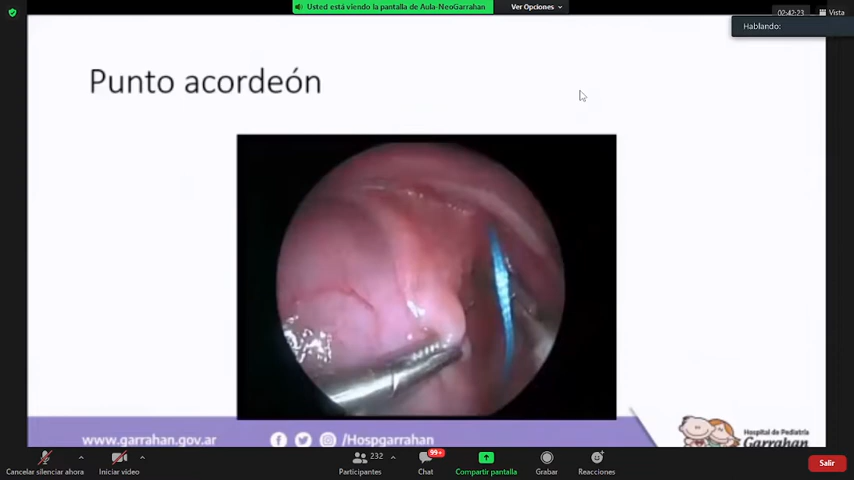 Usted está viendo la pantalla de Aula-NeoGarrahan
Ver Opciones
02:42:23
Vista
Hablando:
Punto acordeón
www.garrahan.gov.ar
/Hospgarrahan
Hospital de Pediatría
Garrahan
Cancelar silenciar ahora
Iniciar video
232
Participantes
99+
Chat
Compartir pantalla
Grabar
Reacciones
Salir